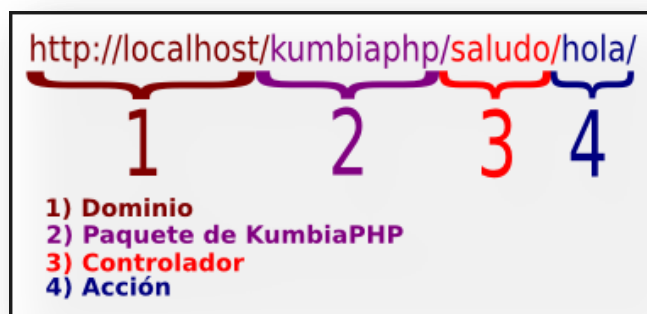 http://localhost/kumbiaphp/saludo/hola/
1 2 3 4
1) Dominio
2) Paquete de KumbiaPHP
3) Controlador
4) Acción